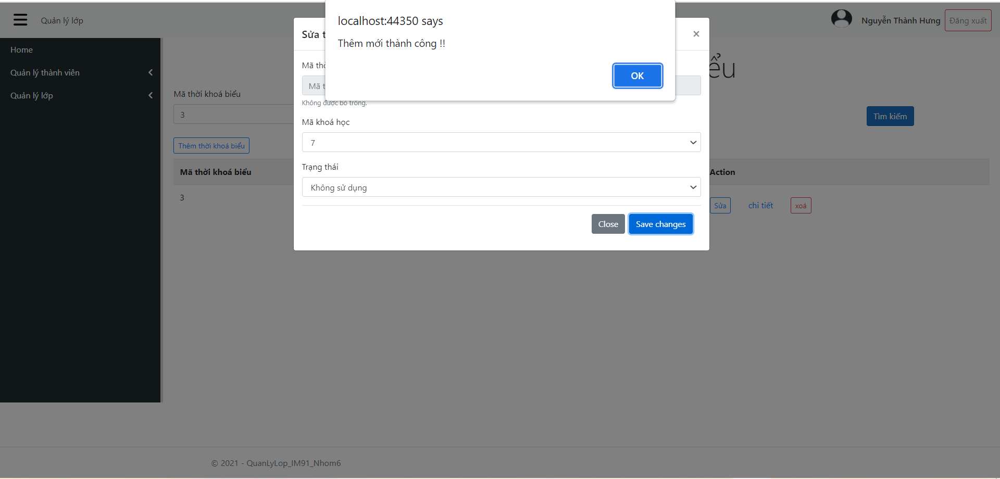 Quản lý lớp
Nguyễn Thành Hưng
Đăng xuất
localhost:44350 says
Thêm mới thành công !!
OK
Sửa t
×
Home
Quản lý thành viên
Quản lý lớp
ểu
Mã thời khoá biểu
3
Tìm kiếm
Thêm thời khoá biểu
Mã thời khoá biểu
Action
3
Sửa
chi tiết
xoá
Mã thờ
Mã t
Không được bỏ trống.
Mã khoá học
7
Trạng thái
Không sử dụng
Close
Save changes
© 2021 - QuanLyLop_IM91_Nhom6